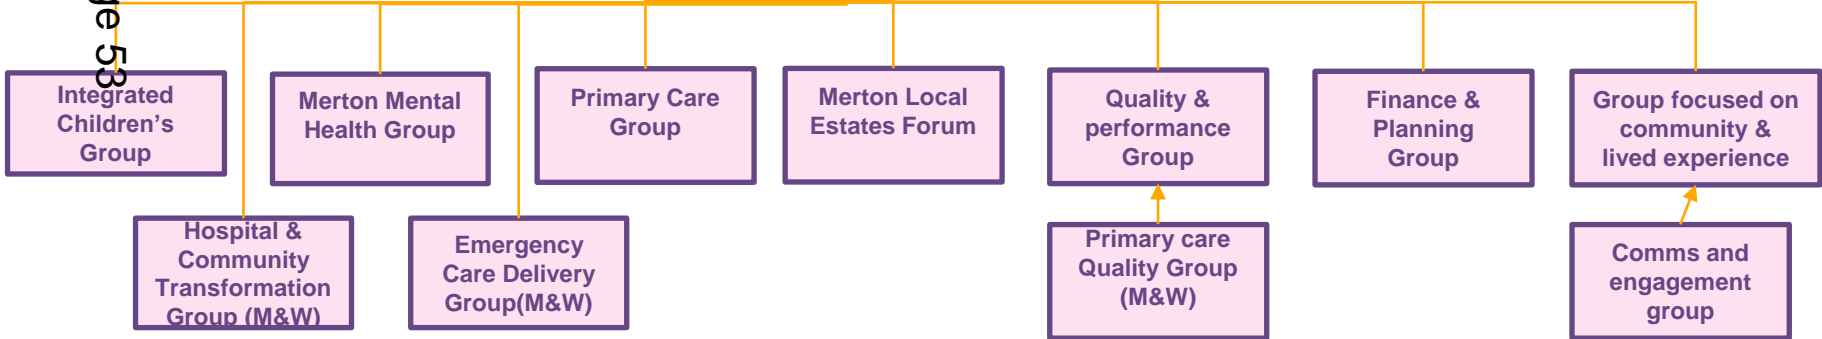 ge 53
Integrated
Children’s
Group
Merton Mental
Health Group
Primary Care
Group
Merton Local
Estates Forum
Quality &
performance
Group
Finance &
Planning
Group
Group focused on
community &
lived experience
Hospital &
Community
Transformation
Group (M&W)
Emergency
Care Delivery
Group(M&W)
Primary care
Quality Group
(M&W)
Comms and
engagement
group